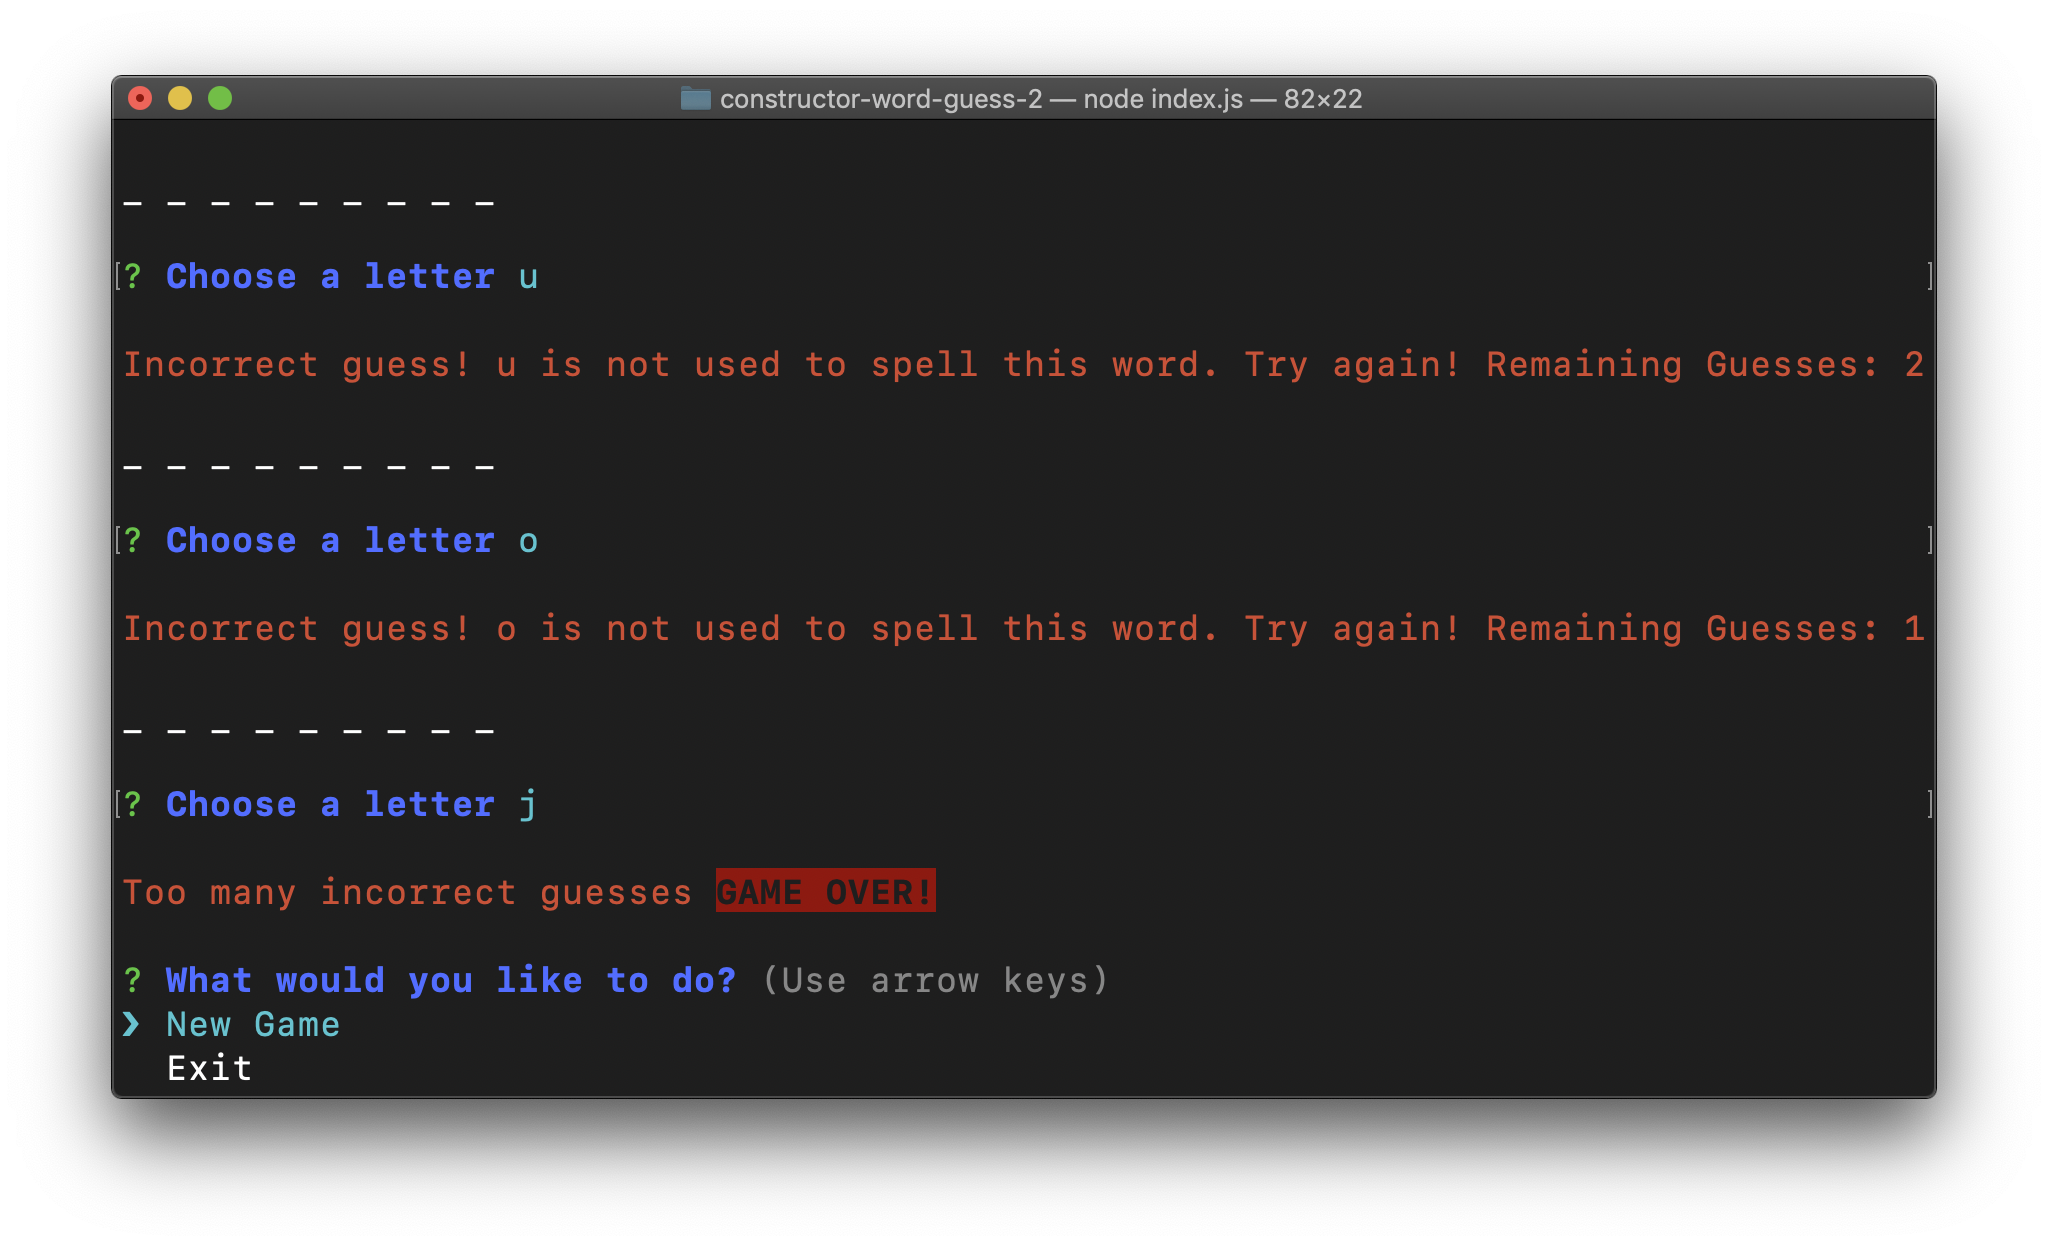 constructor-word-guess-2 — node index.js — 82×22
_ _ _ _ _ _ _ _ _
[? Choose a letter u ]
Incorrect guess! u is not used to spell this word. Try again! Remaining Guesses: 2
_ _ _ _ _ _ _ _ _
[? Choose a letter o ]
Incorrect guess! o is not used to spell this word. Try again! Remaining Guesses: 1
_ _ _ _ _ _ _ _ _
[? Choose a letter j ]
Too many incorrect guesses GAME OVER!
? What would you like to do? (Use arrow keys)
❯ New Game
Exit